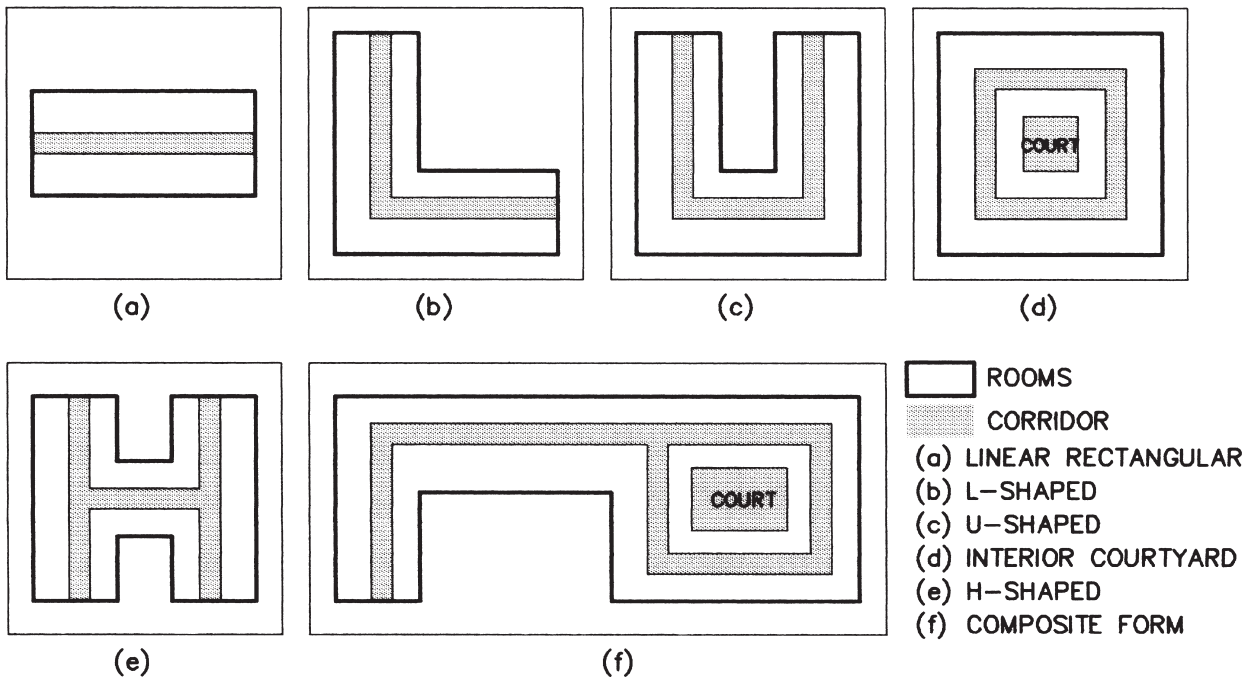 COURT
(a)
(b)
(c)
(d)
COURT
(e)
(f)
ROOMS
CORRIDOR
(a) LINEAR RECTANGULAR
(b) L-SHAPED
(c) U-SHAPED
(d) INTERIOR COURTYARD
(e) H-SHAPED
(f) COMPOSITE FORM